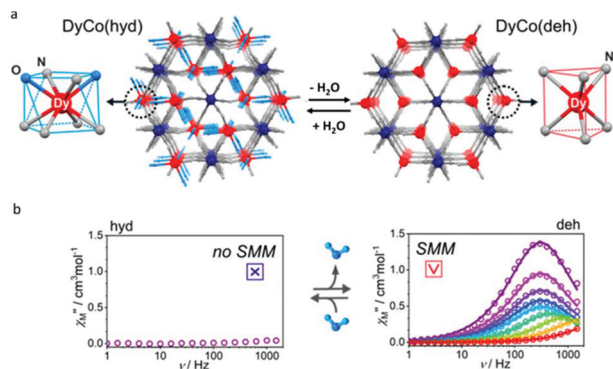 a
DyCo(hyd)
DyCo(deh)
O
N
Dy
- H₂O
+ H₂O
N
Dy
b
hyd
deh
1.5
1.0
0.5
0.0
χM'' / cm³mol⁻¹
no SMM
1 10 100 1000
ν / Hz
1.5
1.0
0.5
0.0
χM'' / cm³mol⁻¹
SMM
1 10 100 1000
ν / Hz